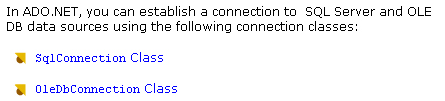 In ADO.NET, you can establish a connection to SQL Server and OLE
DB data sources using the following connection classes:
SqlConnection Class
OleDbConnection Class